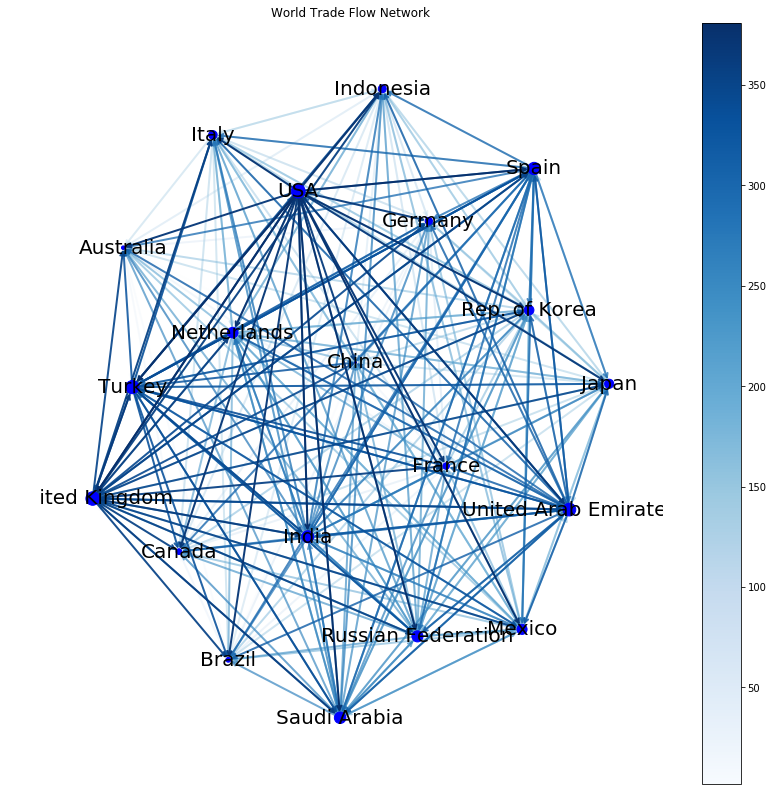 World Trade Flow Network
Indonesia
Italy
Spain
USA
Germany
Australia
Rep. of Korea
Netherlands
China
Turkey
Japan
France
ited Kingdom
United Arab Emirate
India
Canada
Russian Federation
Mexico
Brazil
Saudi Arabia
350
300
250
200
150
100
50